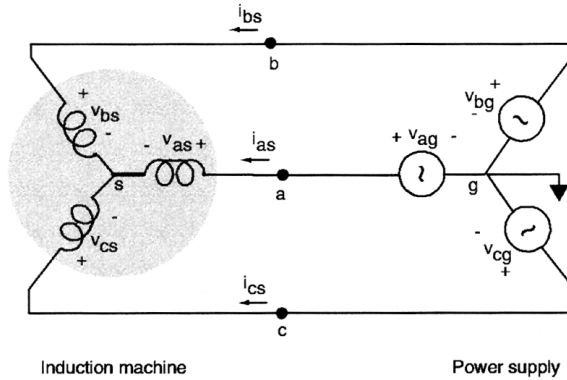 i_bs
b
+
v_bs
-
+
v_bg
-
- v_as +
i_as
+ v_ag -
s
a
g
-
v_cs
+
-
v_cg
+
i_cs
c
Induction machine
Power supply